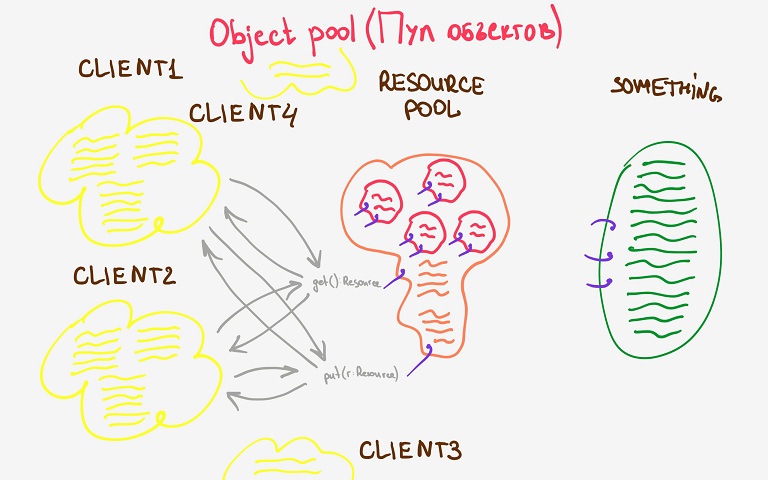 Object pool (Пул объектов)
CLIENT1
CLIENT4
RESOURCE
POOL
SOMETHING
CLIENT2
get(): Resource
put(r: Resource)
CLIENT3